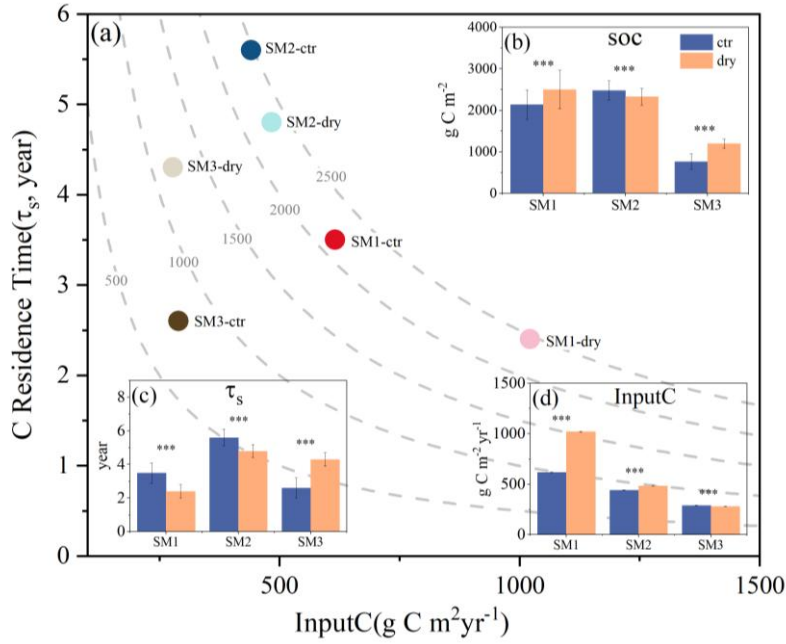 (a)
C Residence Time(τs, year)
6
5
4
3
2
1
0
500
1000
1500
InputC(g C m²yr⁻¹)
SM2-ctr
SM2-dry
SM3-dry
SM1-ctr
SM3-ctr
SM1-dry
2500
2000
1500
1000
500
(b)
soc
ctr
dry
g C m⁻²
4000
3000
2000
1000
0
***
***
***
SM1
SM2
SM3
(c)
τs
year
8
6
4
2
0
***
***
***
SM1
SM2
SM3
(d)
InputC
g C m⁻² yr⁻¹
1500
1000
500
0
***
***
***
SM1
SM2
SM3